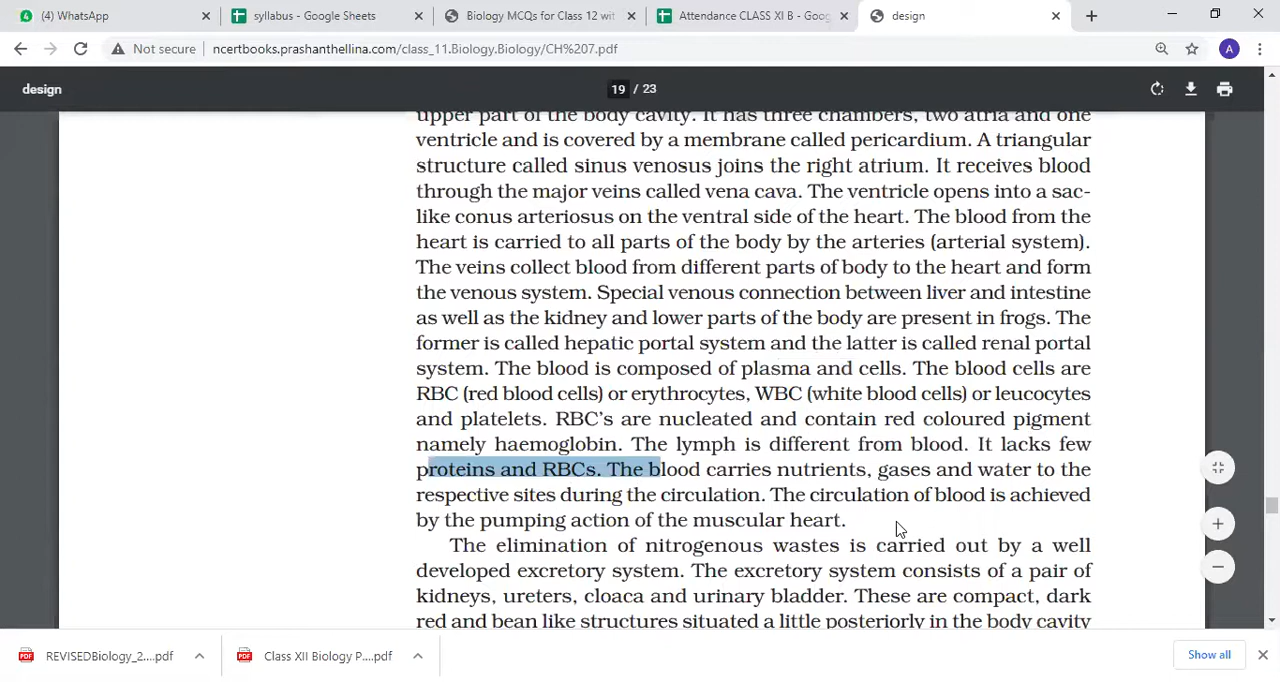 (4) WhatsApp
syllabus - Google Sheets
Biology MCQs for Class 12 wit
Attendance CLASS XI B - Goog
design
Not secure
ncertbooks.prashanthellina.com/class_11.Biology.Biology/CH%207.pdf
A
design
19 / 23
upper part of the body cavity. It has three chambers, two atria and one
ventricle and is covered by a membrane called pericardium. A triangular
structure called sinus venosus joins the right atrium. It receives blood
through the major veins called vena cava. The ventricle opens into a sac-
like conus arteriosus on the ventral side of the heart. The blood from the
heart is carried to all parts of the body by the arteries (arterial system).
The veins collect blood from different parts of body to the heart and form
the venous system. Special venous connection between liver and intestine
as well as the kidney and lower parts of the body are present in frogs. The
former is called hepatic portal system and the latter is called renal portal
system. The blood is composed of plasma and cells. The blood cells are
RBC (red blood cells) or erythrocytes, WBC (white blood cells) or leucocytes
and platelets. RBC's are nucleated and contain red coloured pigment
namely haemoglobin. The lymph is different from blood. It lacks few
proteins and RBCs. The blood carries nutrients, gases and water to the
respective sites during the circulation. The circulation of blood is achieved
by the pumping action of the muscular heart.
The elimination of nitrogenous wastes is carried out by a well
developed excretory system. The excretory system consists of a pair of
kidneys, ureters, cloaca and urinary bladder. These are compact, dark
red and bean like structures situated a little posteriorly in the body cavity
REVISEDBiology_2....pdf
Class XII Biology P....pdf
Show all